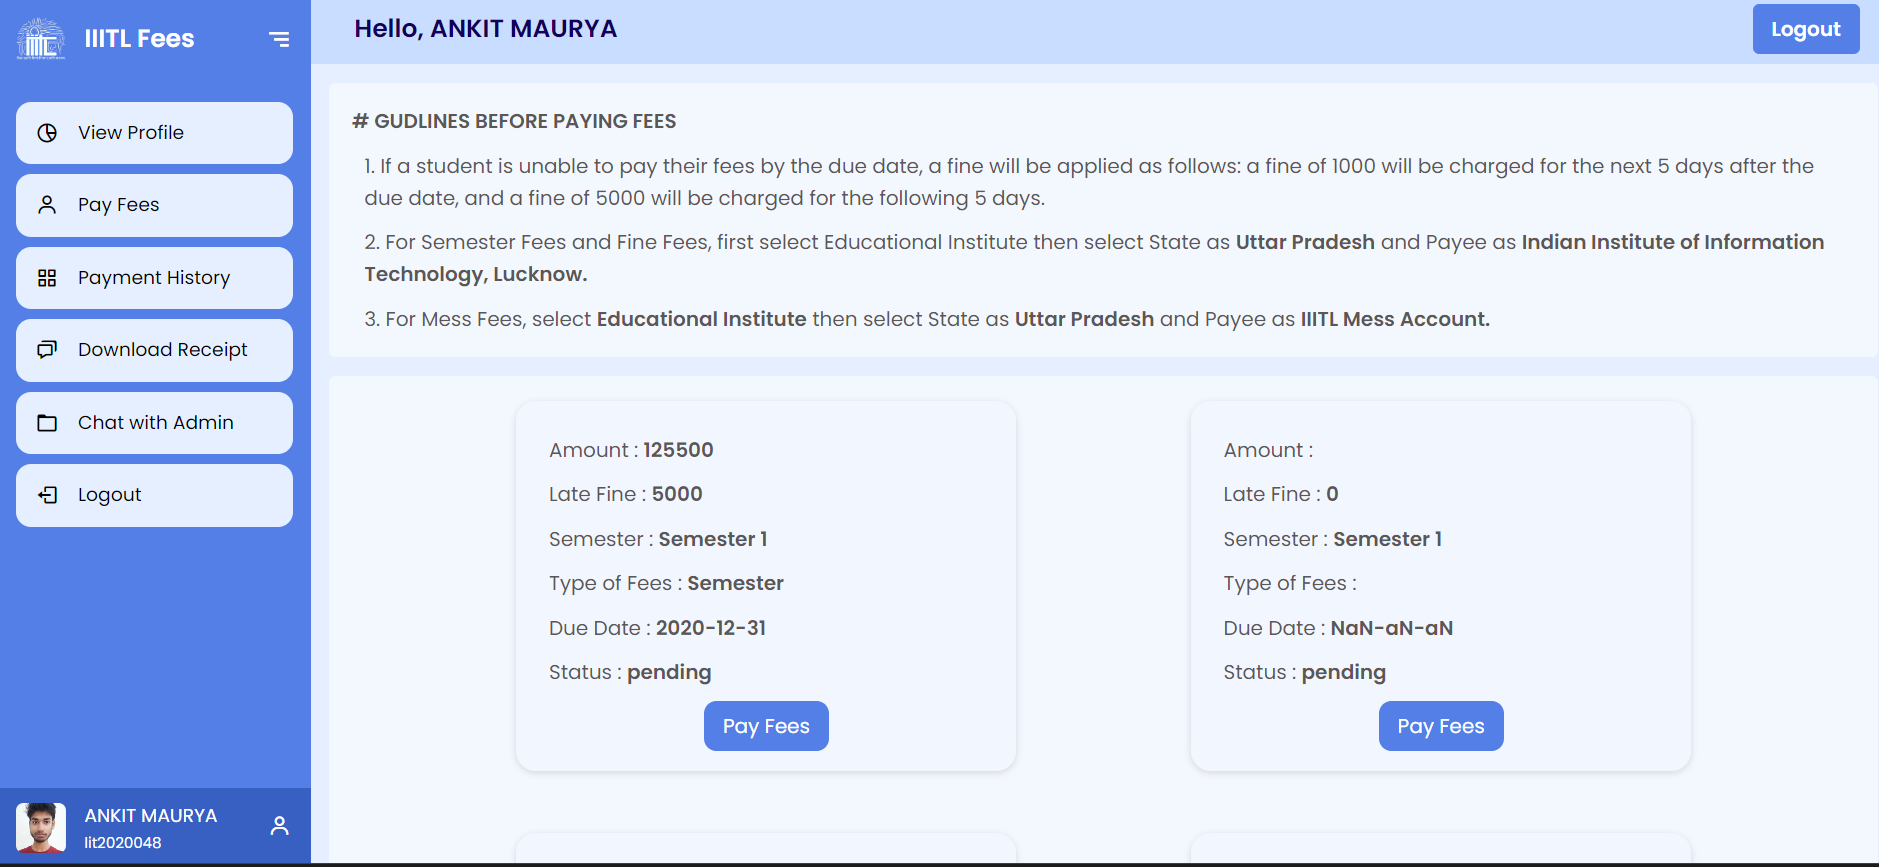 IIITL Fees
View Profile
Pay Fees
Payment History
Download Receipt
Chat with Admin
Logout
ANKIT MAURYA
lit2020048
Hello, ANKIT MAURYA
Logout
# GUDLINES BEFORE PAYING FEES
1. If a student is unable to pay their fees by the due date, a fine will be applied as follows: a fine of 1000 will be charged for the next 5 days after the
due date, and a fine of 5000 will be charged for the following 5 days.
2. For Semester Fees and Fine Fees, first select Educational Institute then select State as Uttar Pradesh and Payee as Indian Institute of Information
Technology, Lucknow.
3. For Mess Fees, select Educational Institute then select State as Uttar Pradesh and Payee as IIITL Mess Account.
Amount : 125500
Late Fine : 5000
Semester : Semester 1
Type of Fees : Semester
Due Date : 2020-12-31
Status : pending
Pay Fees
Amount :
Late Fine : 0
Semester : Semester 1
Type of Fees :
Due Date : NaN-aN-aN
Status : pending
Pay Fees